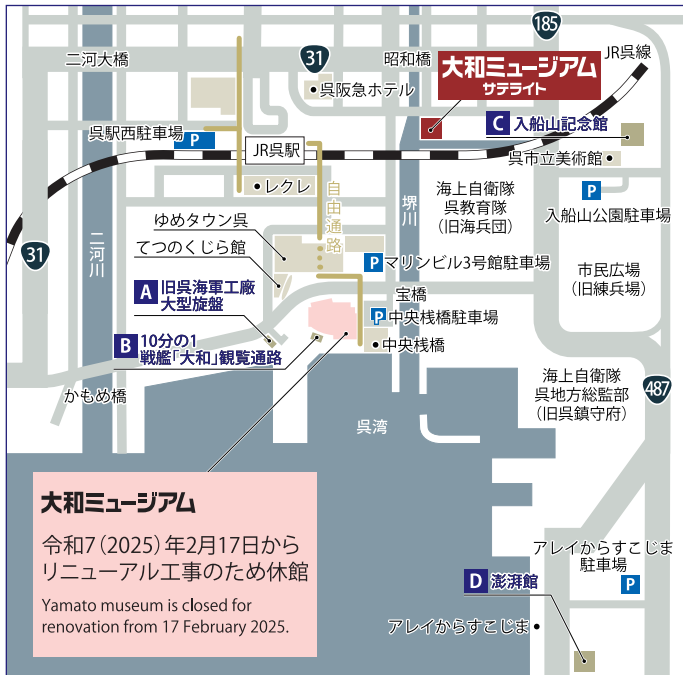 185
二河大橋
31
昭和橋
JR呉線
呉阪急ホテル
大和ミュージアム
サテライト
C 入船山記念館
呉駅西駐車場
P
JR呉駅
呉市立美術館
レクレ
自由通路
堺川
海上自衛隊
呉教育隊
(旧海兵団)
P
入船山公園駐車場
ゆめタウン呉
てつのくじら館
二河川
31
P マリンビル3号館駐車場
市民広場
(旧練兵場)
A 旧呉海軍工廠
大型旋盤
宝橋
P 中央桟橋駐車場
B 10分の1
戦艦「大和」観覧通路
中央桟橋
かもめ橋
海上自衛隊
呉地方総監部
(旧呉鎮守府)
487
呉湾
大和ミュージアム
令和7(2025)年2月17日から
リニューアル工事のため休館
Yamato museum is closed for
renovation from 17 February 2025.
アレイからすこじま
駐車場
P
D 澎湃館
アレイからすこじま